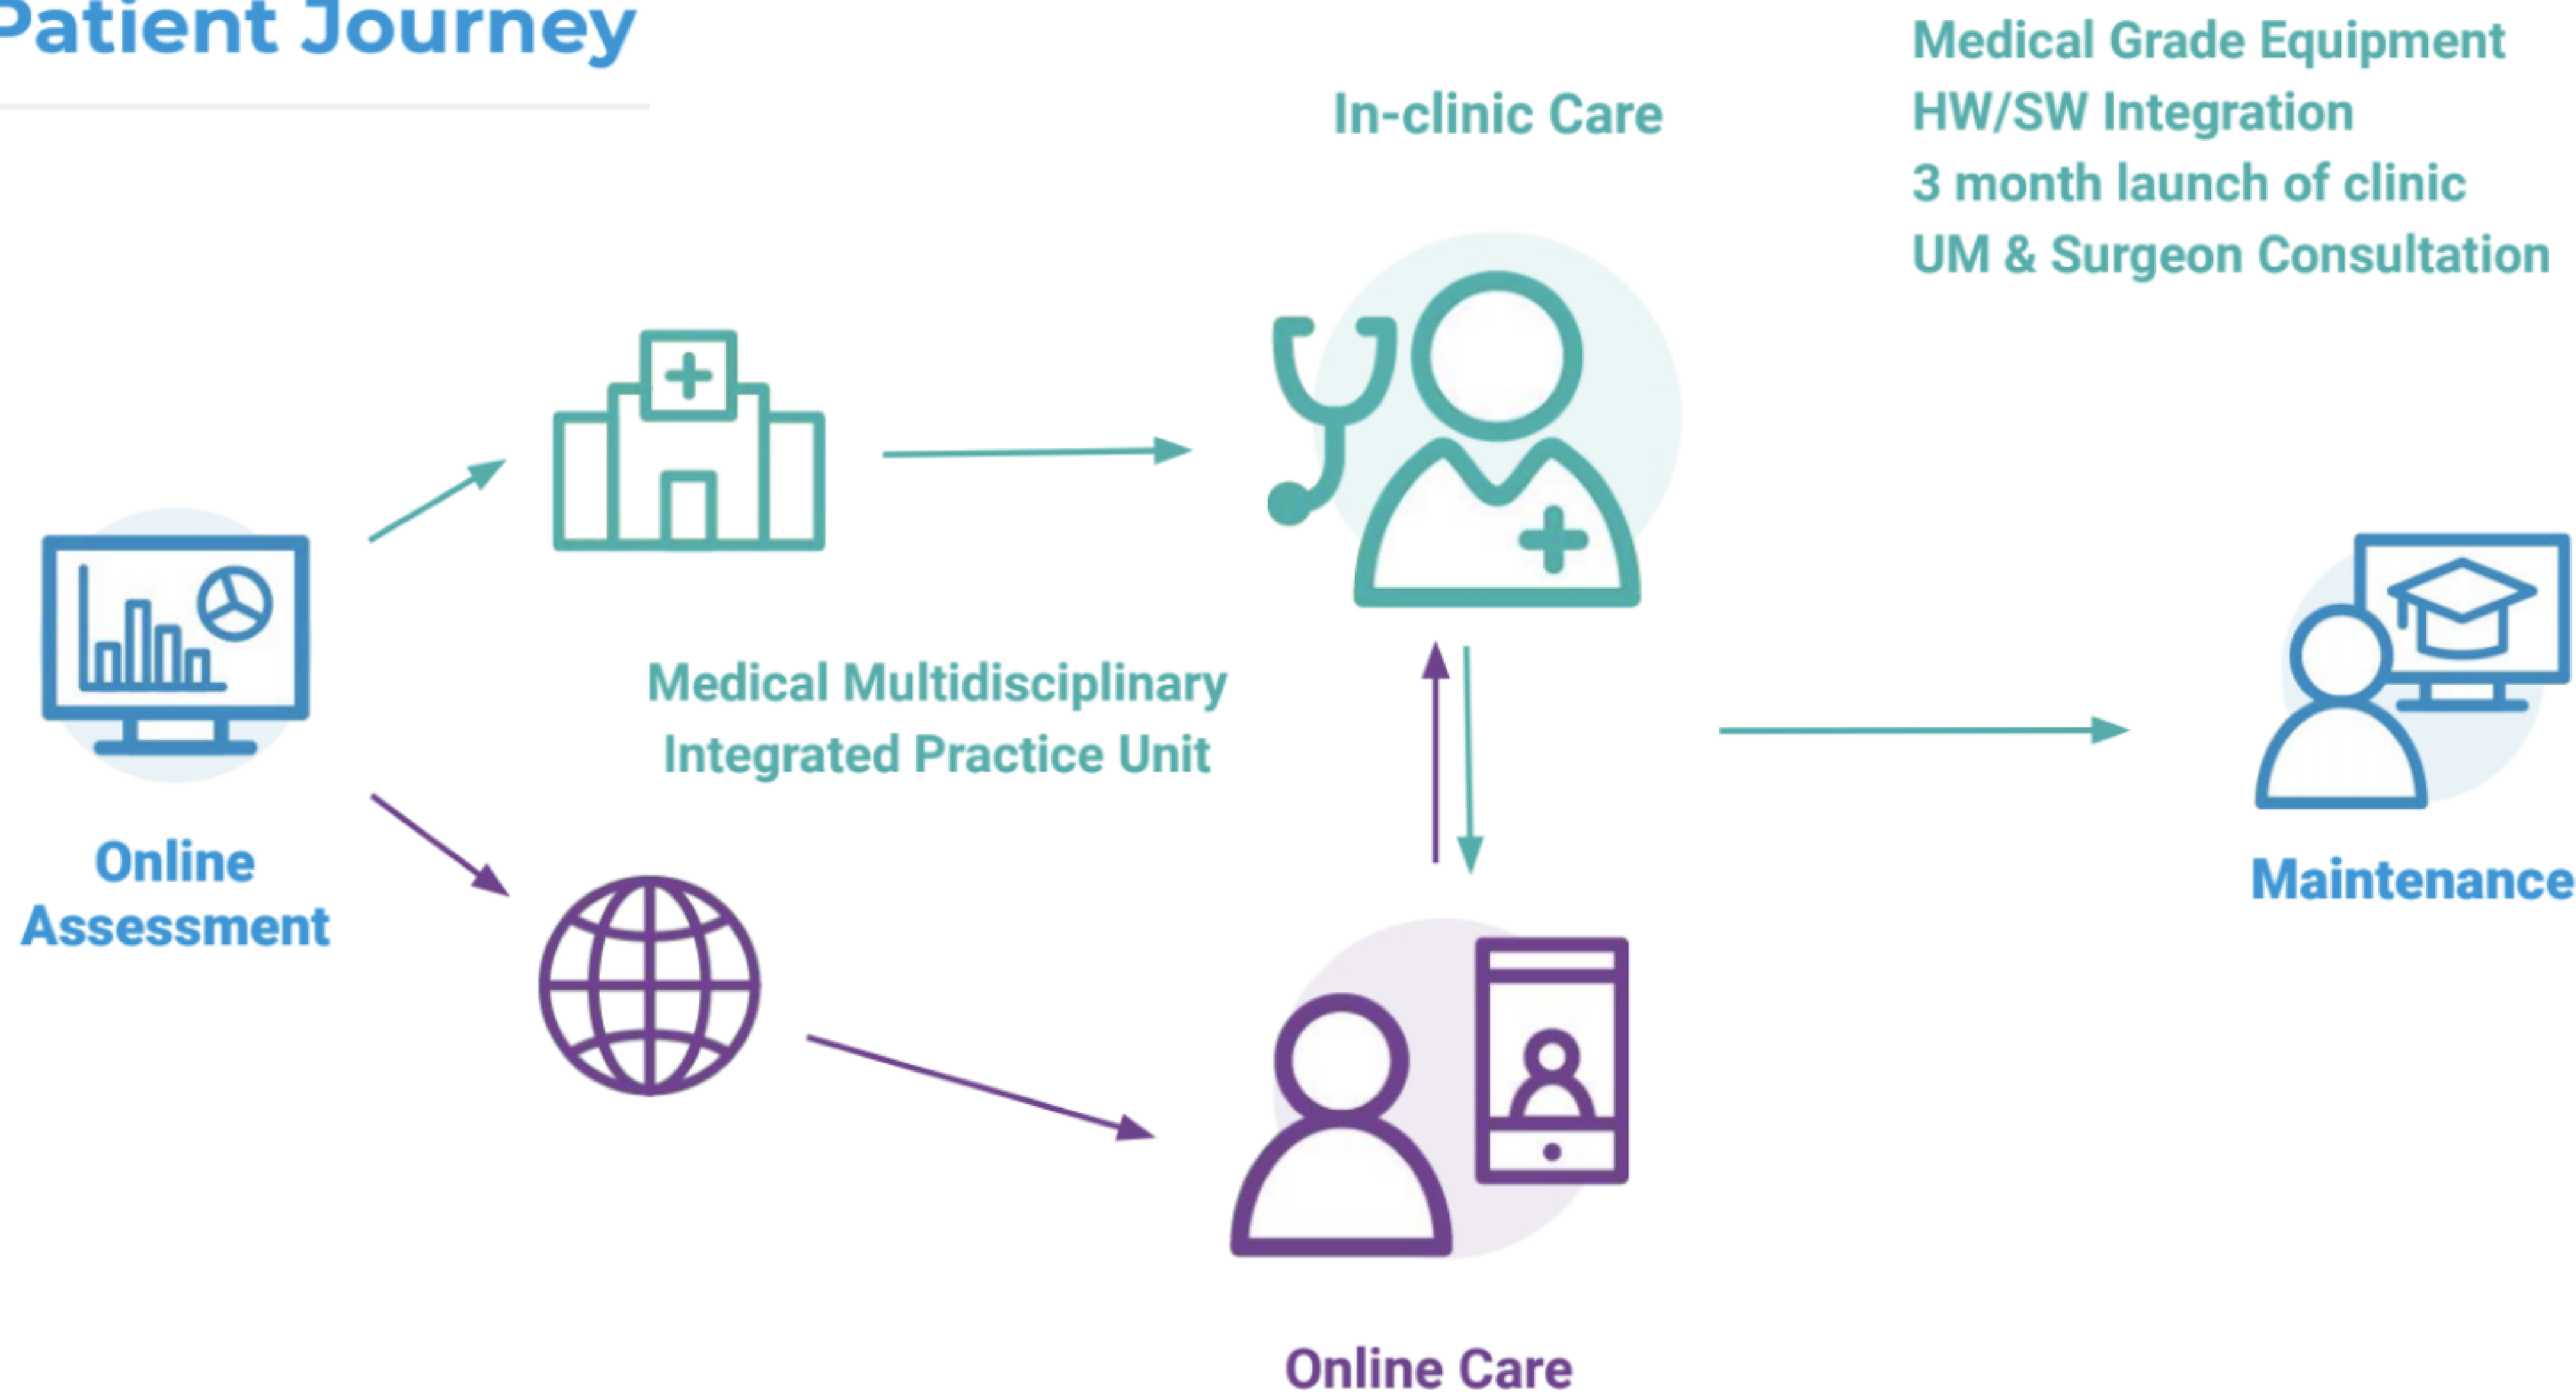 Patient Journey
In-clinic Care
Medical Grade Equipment
HW/SW Integration
3 month launch of clinic
UM & Surgeon Consultation
Medical Multidisciplinary
Integrated Practice Unit
Online
Assessment
Maintenance
Online Care